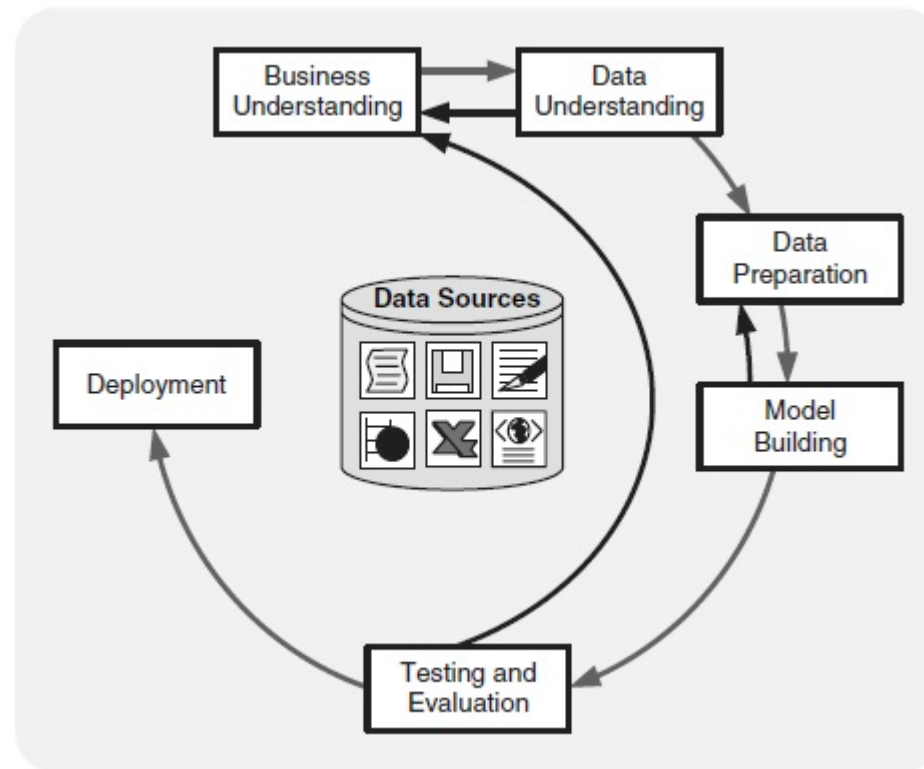 Business
Understanding
Data
Understanding
Data
Preparation
Data Sources
Deployment
Model
Building
Testing and
Evaluation